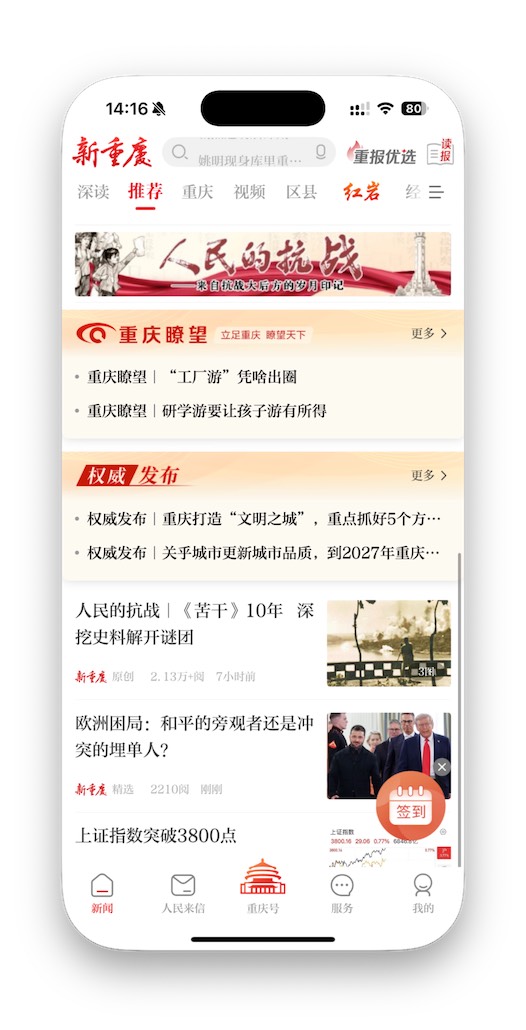 14:16
80
新重庆
姚明现身库里重…
重报优选
读报
深读 推荐 重庆 视频 区县 红岩 经
人民的抗战
——来自抗战大后方的岁月印记
重庆瞭望 立足重庆 瞭望天下 更多
重庆瞭望｜“工厂游”凭啥出圈
重庆瞭望｜研学游要让孩子游有所得
权威发布 更多
权威发布｜重庆打造“文明之城”，重点抓好5个方…
权威发布｜关乎城市更新城市品质，到2027年重庆…
人民的抗战｜《苦干》10年 深
挖史料解开谜团
3图
新重庆 原创 2.13万+阅 7小时前
欧洲困局：和平的旁观者还是冲
突的埋单人？
新重庆 精选 2210阅 刚刚
签到
上证指数突破3800点
上证指数
3800.16 29.06 0.77%
新闻 人民来信 重庆号 服务 我的